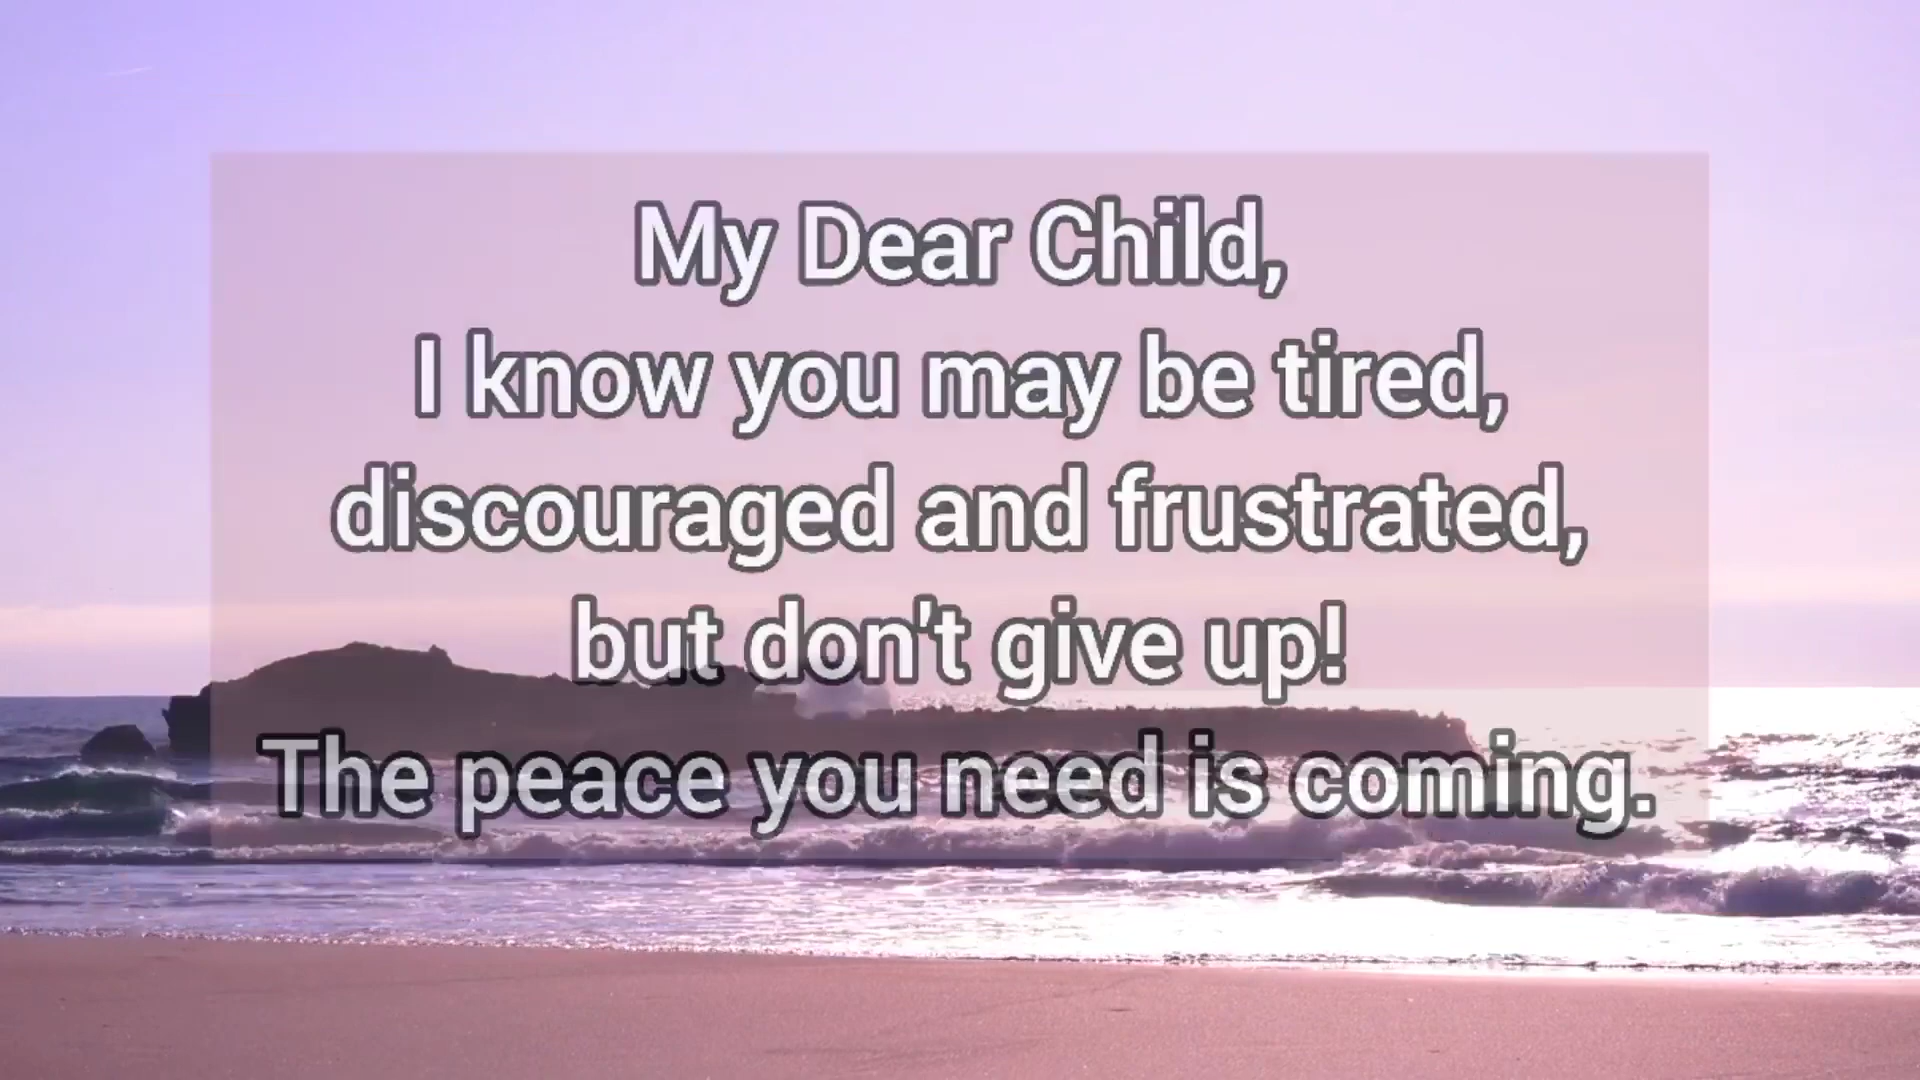 My Dear Child,
I know you may be tired,
discouraged and frustrated,
but don't give up!
The peace you need is coming.